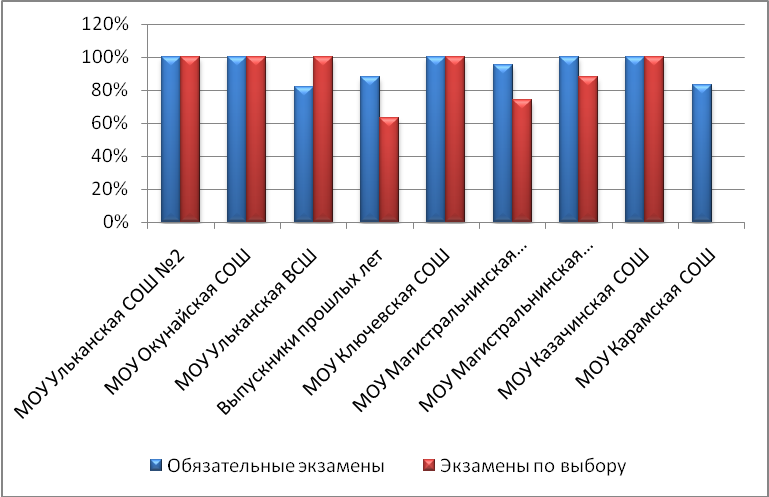 120%
100%
80%
60%
40%
20%
0%
МОУ Ульканская СОШ №2
МОУ Окунайская СОШ
МОУ Ульканская ВСШ
Выпускники прошлых лет
МОУ Ключевская СОШ
МОУ Магистральнинская...
МОУ Магистральнинская...
МОУ Казачинская СОШ
МОУ Карамская СОШ
Обязательные экзамены
Экзамены по выбору